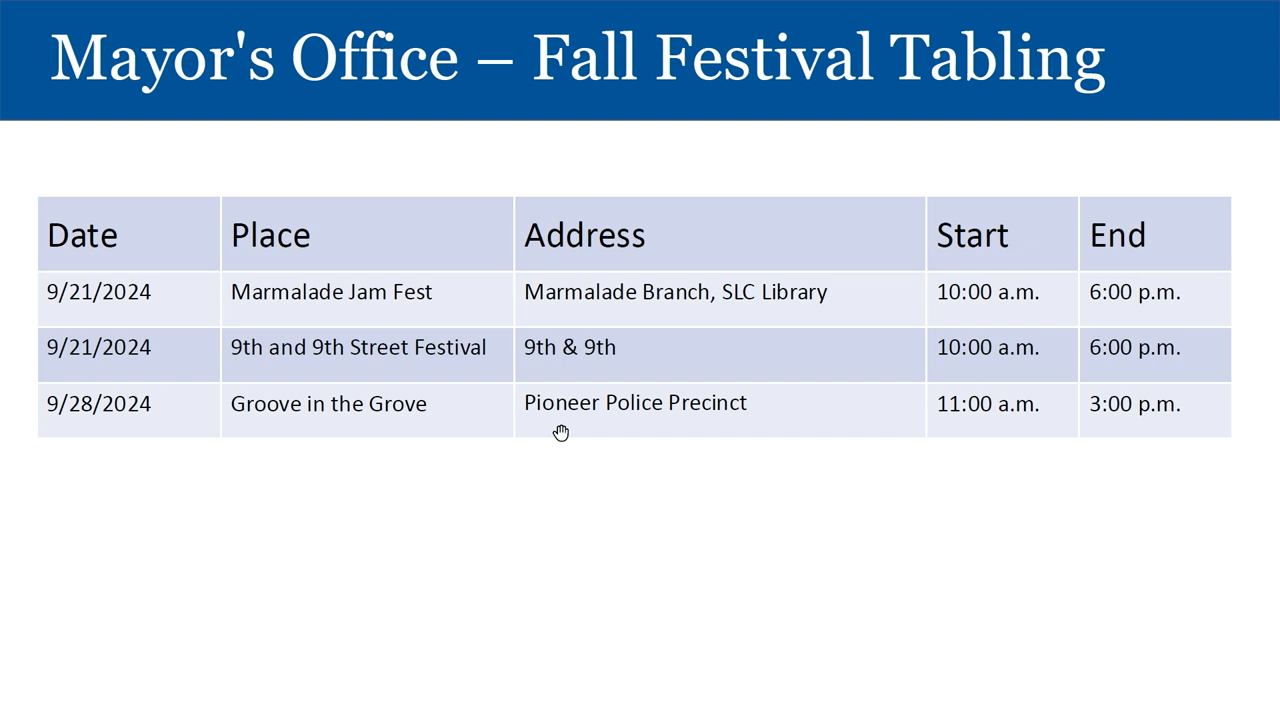 Mayor's Office – Fall Festival Tabling
Date Place Address Start End
9/21/2024 Marmalade Jam Fest Marmalade Branch, SLC Library 10:00 a.m. 6:00 p.m.
9/21/2024 9th and 9th Street Festival 9th & 9th 10:00 a.m. 6:00 p.m.
9/28/2024 Groove in the Grove Pioneer Police Precinct 11:00 a.m. 3:00 p.m.